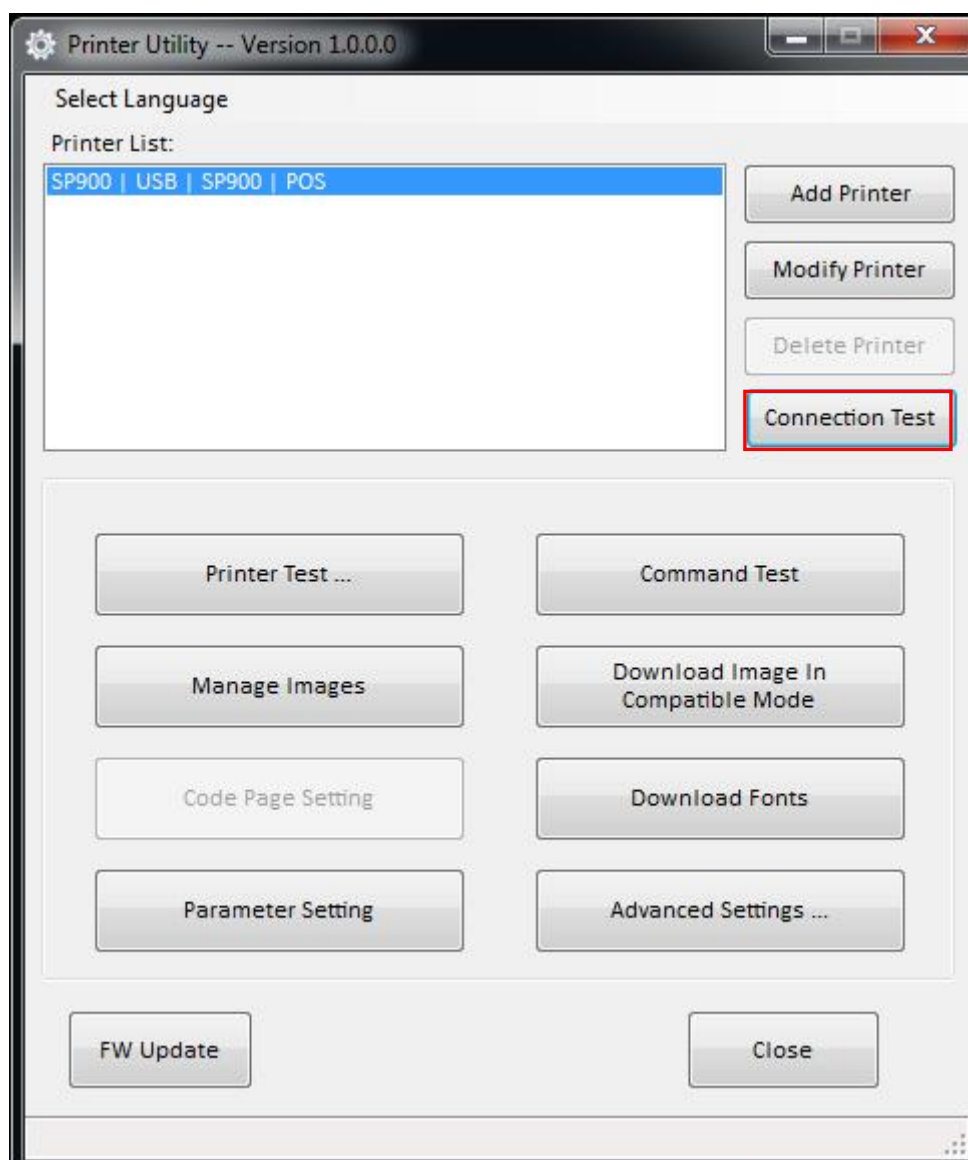 Printer Utility -- Version 1.0.0.0
Select Language
Printer List:
SP900 | USB | SP900 | POS
Add Printer
Modify Printer
Delete Printer
Connection Test
Printer Test ...
Command Test
Manage Images
Download Image In
Compatible Mode
Code Page Setting
Download Fonts
Parameter Setting
Advanced Settings ...
FW Update
Close